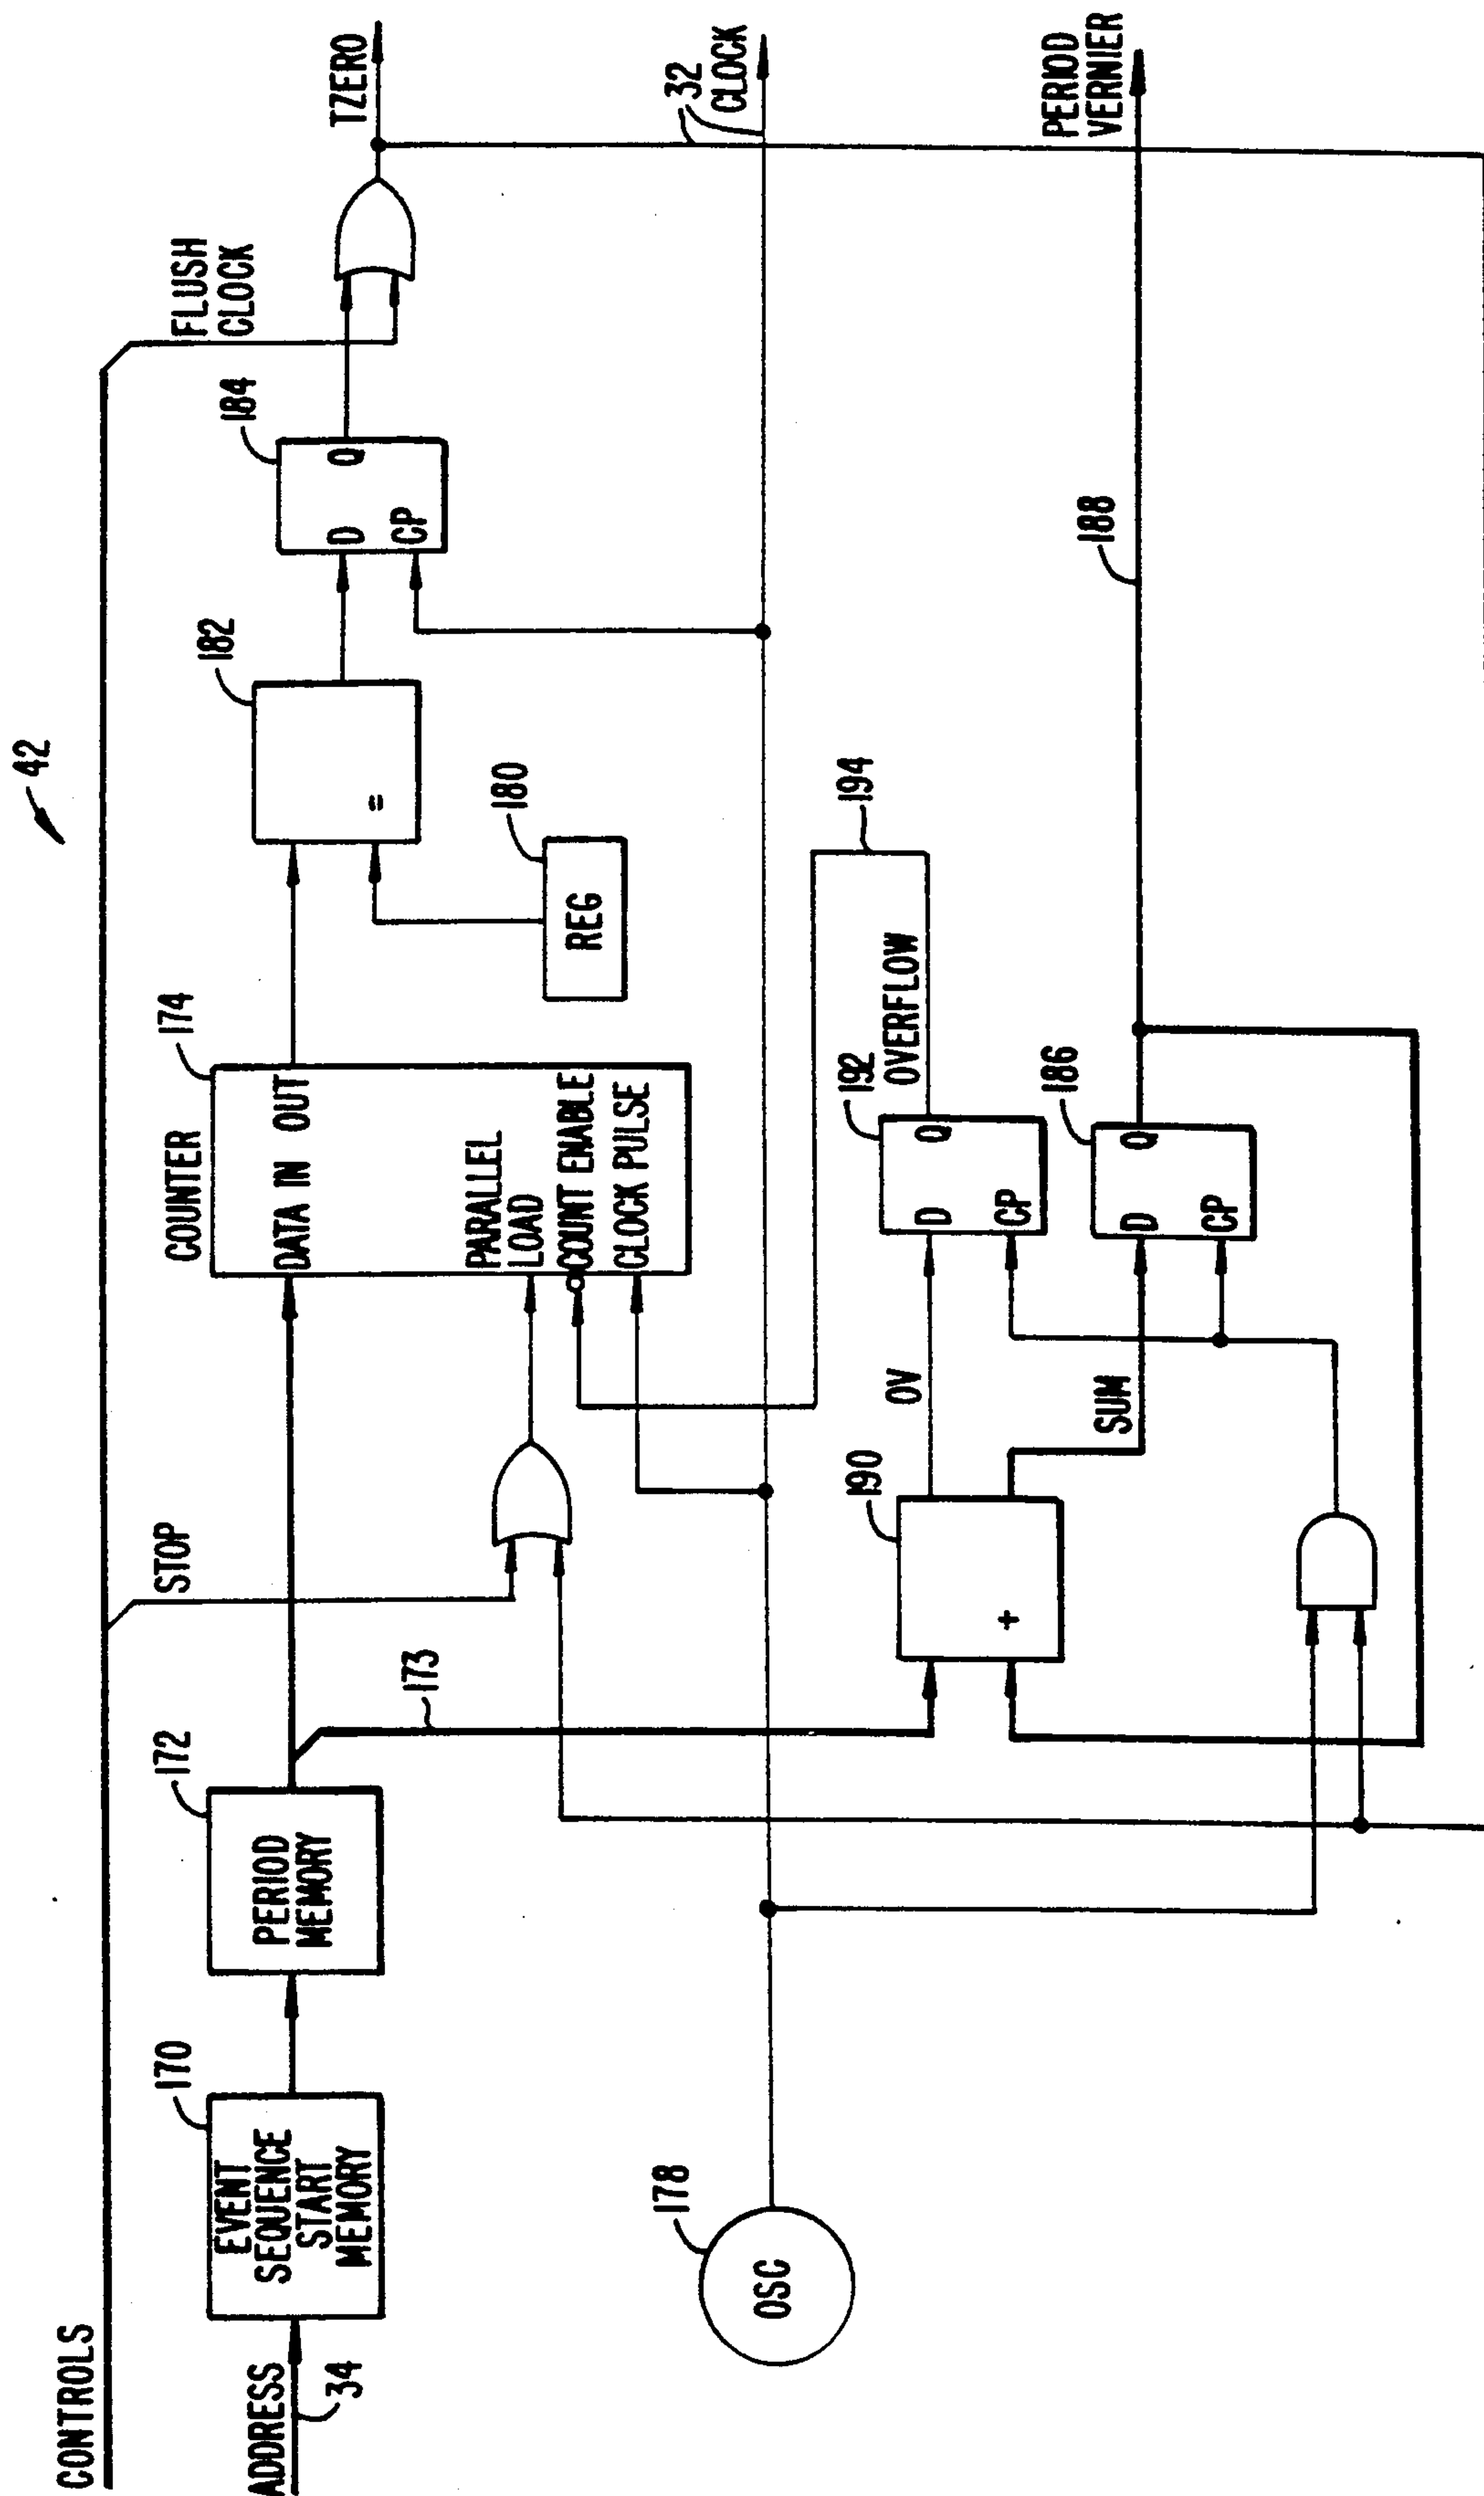 42
CONTROLS
ADDRESS
34
EVENT
SEQUENCE
START
MEMORY
170
PERIOD
MEMORY
172
173
STOP
COUNTER
174
DATA IN OUT
PARALLEL
LOAD
COUNT ENABLE
CLOCK PULSE
REG
180
=
182
D Q
CP
184
FLUSH
CLOCK
TZERO
32
CLOCK
OSC
178
190
+
OV
SUM
192
D Q
CP
OVERFLOW
194
186
D Q
CP
188
PERIOD
VERNIER